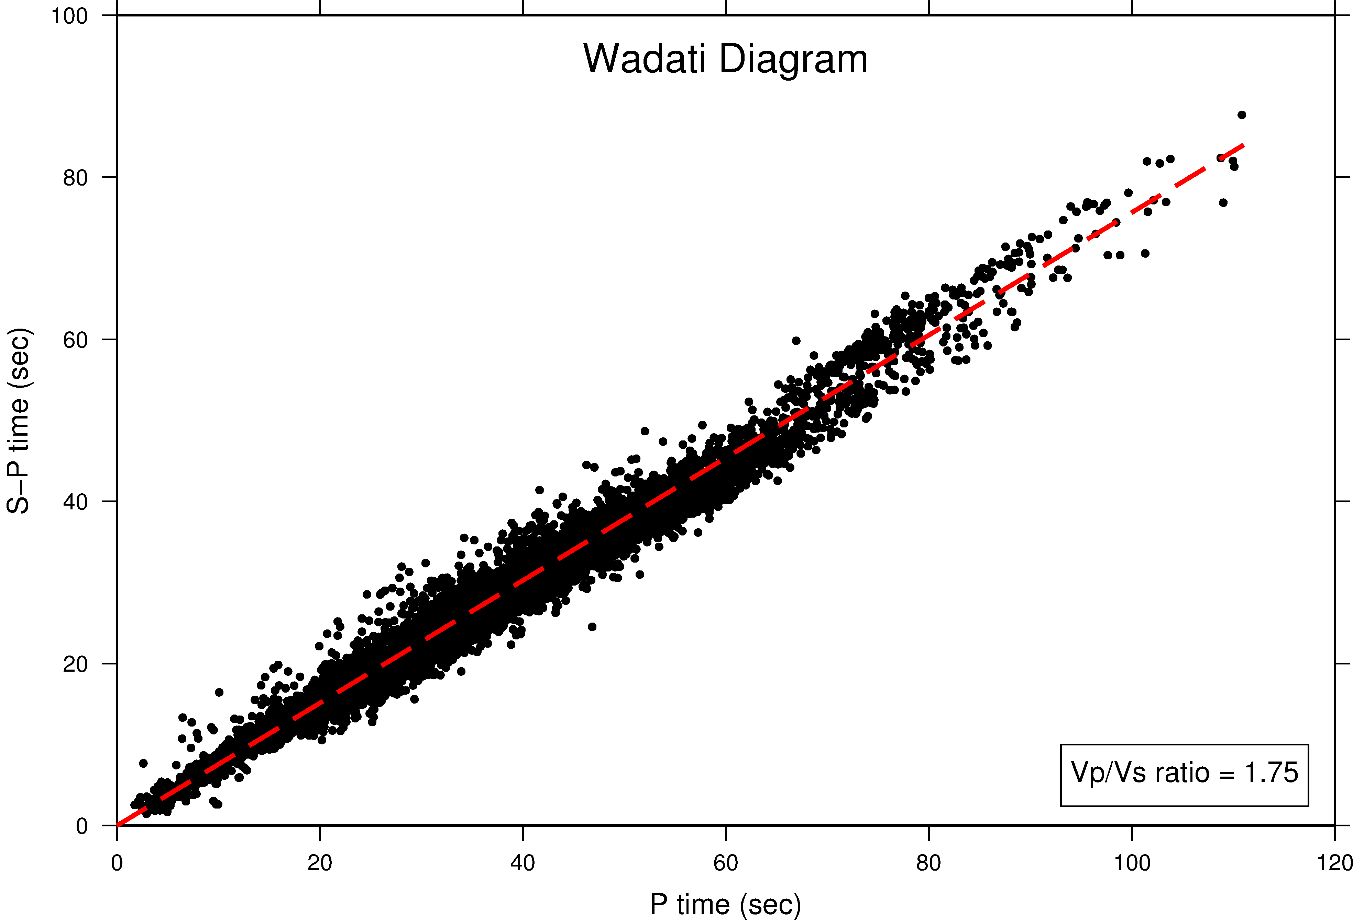 Wadati Diagram
100
80
60
40
20
0
S−P time (sec)
Vp/Vs ratio = 1.75
0 20 40 60 80 100 120
P time (sec)